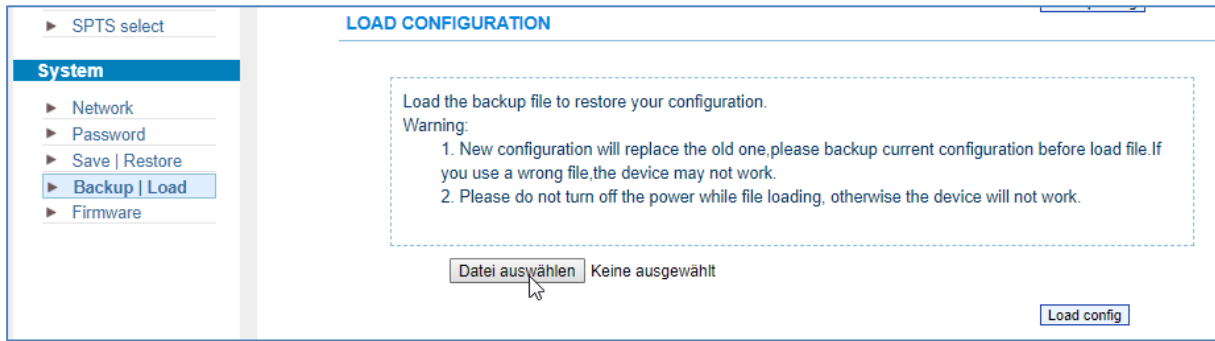 SPTS select
LOAD CONFIGURATION
System
Network
Password
Save | Restore
Backup | Load
Firmware
Load the backup file to restore your configuration.
Warning:
1. New configuration will replace the old one,please backup current configuration before load file.If
you use a wrong file,the device may not work.
2. Please do not turn off the power while file loading, otherwise the device will not work.
Datei auswählen Keine ausgewählt
Load config